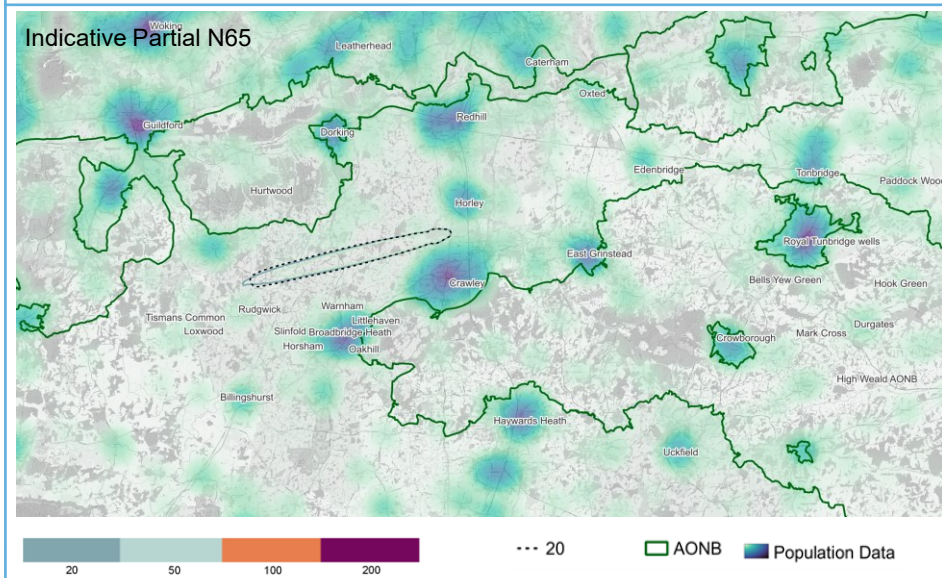 Indicative Partial N65
Woking
Leatherhead
Caterham
Oxted
Guildford
Redhill
Dorking
Edenbridge
Tonbridge
Paddock Wood
Hurtwood
Horley
Royal Tunbridge wells
East Grinstead
Bells Yew Green
Hook Green
Crawley
Rudgwick
Warnham
Tismans Common
Littlehaven
Durgates
Loxwood
Slinfold
Broadbridge Heath
Mark Cross
Crowborough
Horsham
Oakhill
High Weald AONB
Billingshurst
Haywards Heath
Uckfield
20
AONB
Population Data
20 50 100 200